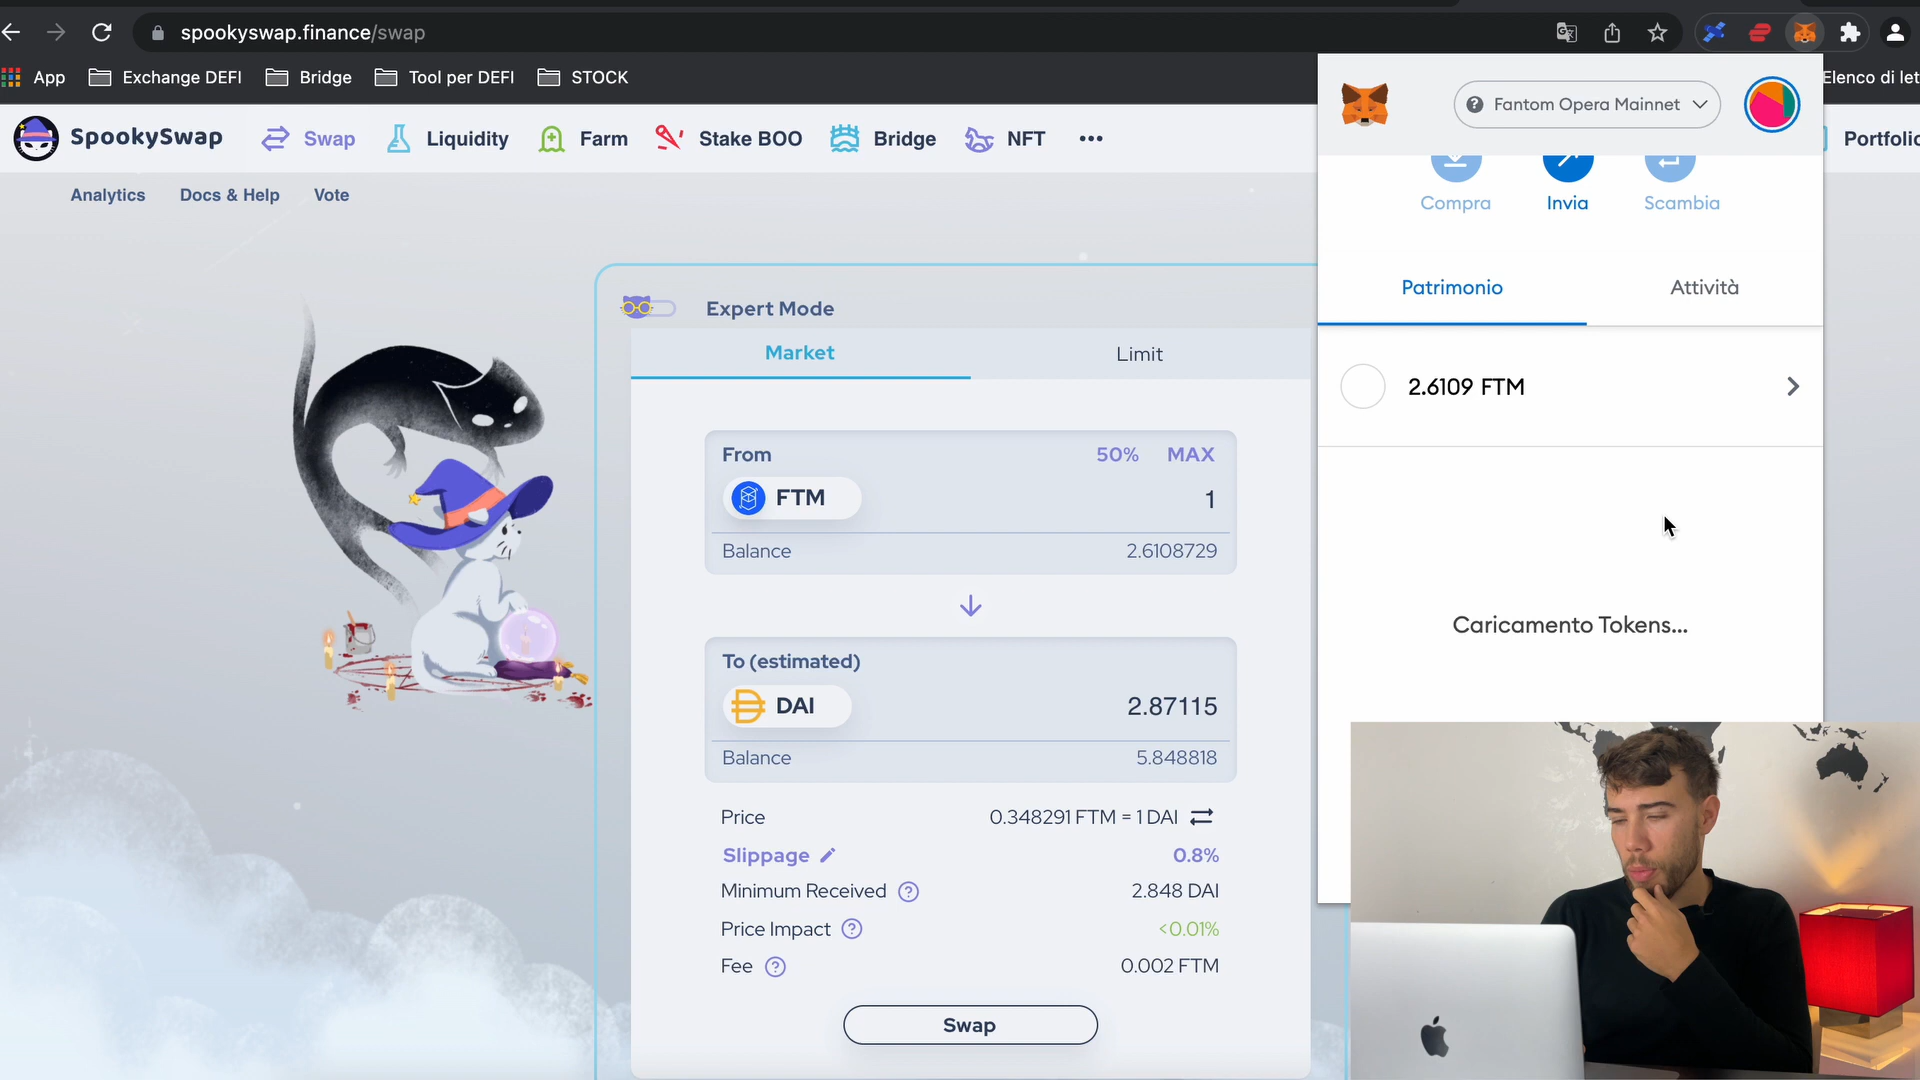 spookyswap.finance/swap
App
Exchange DEFI
Bridge
Tool per DEFI
STOCK
Elenco di let
SpookySwap
Swap
Liquidity
Farm
Stake BOO
Bridge
NFT
Portfolio
Analytics
Docs & Help
Vote
Fantom Opera Mainnet
Compra
Invia
Scambia
Patrimonio
Attività
2.6109 FTM
Caricamento Tokens...
Expert Mode
Market
Limit
From
50%
MAX
FTM
1
Balance
2.6108729
To (estimated)
DAI
2.87115
Balance
5.848818
Price
0.348291 FTM = 1 DAI
Slippage
0.8%
Minimum Received
2.848 DAI
Price Impact
<0.01%
Fee
0.002 FTM
Swap